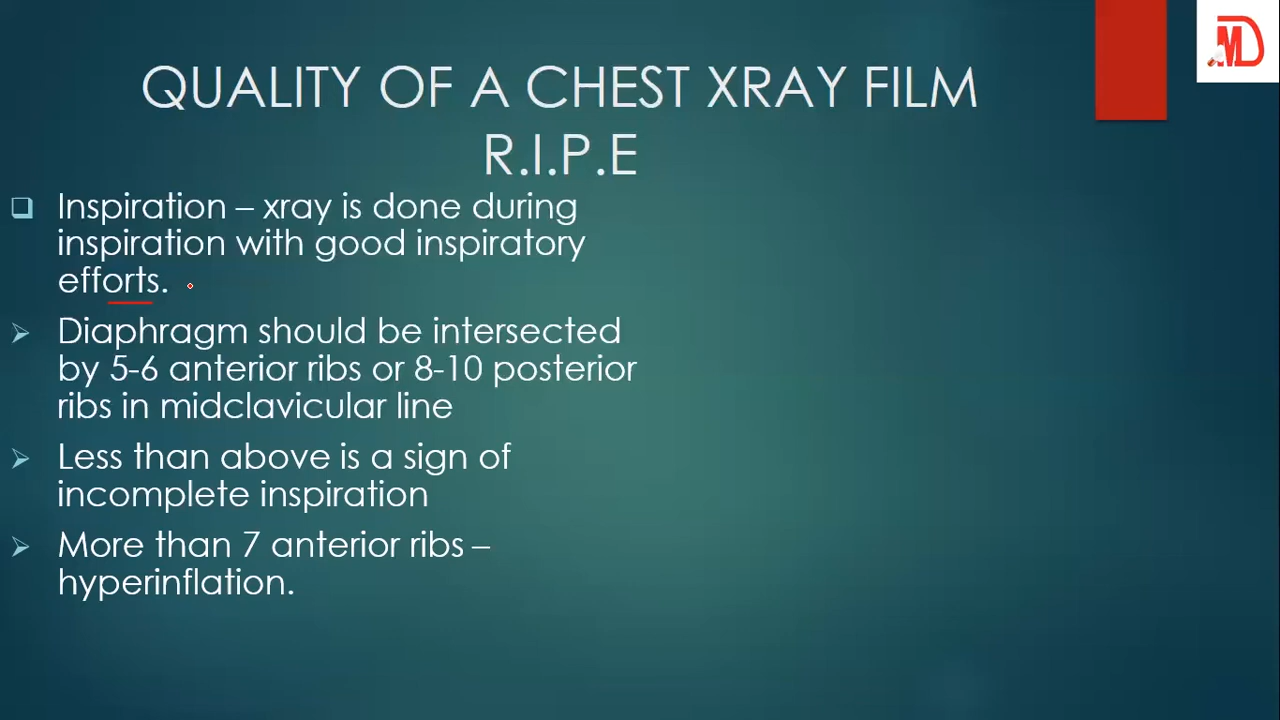 MD
QUALITY OF A CHEST XRAY FILM
R.I.P.E
Inspiration – xray is done during
inspiration with good inspiratory
efforts.
Diaphragm should be intersected
by 5-6 anterior ribs or 8-10 posterior
ribs in midclavicular line
Less than above is a sign of
incomplete inspiration
More than 7 anterior ribs –
hyperinflation.